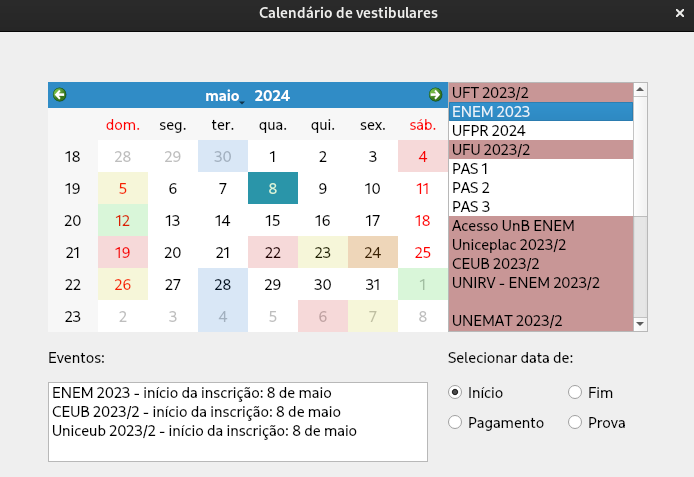 Calendário de vestibulares ×
maio 2024
dom. seg. ter. qua. qui. sex. sáb.
18 28 29 30 1 2 3 4
19 5 6 7 8 9 10 11
20 12 13 14 15 16 17 18
21 19 20 21 22 23 24 25
22 26 27 28 29 30 31 1
23 2 3 4 5 6 7 8
UFT 2023/2
ENEM 2023
UFPR 2024
UFU 2023/2
PAS 1
PAS 2
PAS 3
Acesso UnB ENEM
Uniceplac 2023/2
CEUB 2023/2
UNIRV - ENEM 2023/2
UNEMAT 2023/2
Eventos:
ENEM 2023 - início da inscrição: 8 de maio
CEUB 2023/2 - início da inscrição: 8 de maio
Uniceub 2023/2 - início da inscrição: 8 de maio
Selecionar data de:
Início Fim
Pagamento Prova